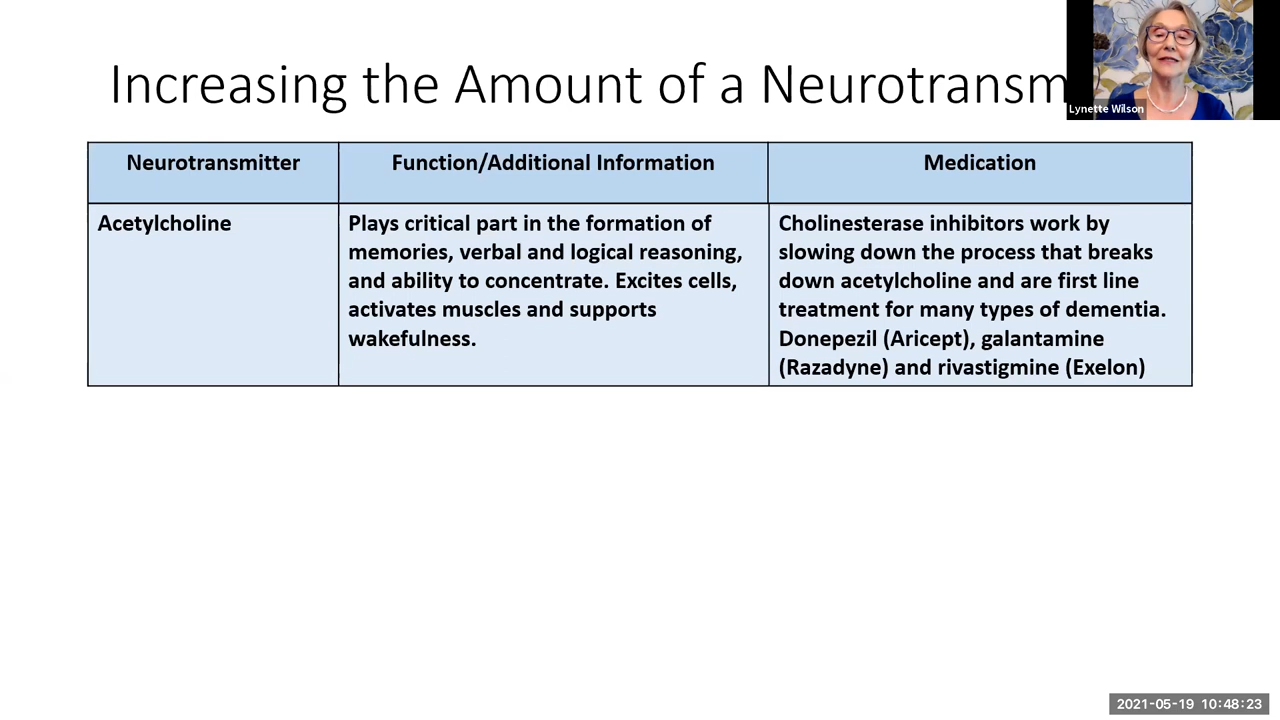 Increasing the Amount of a Neurotransm
Lynette Wilson
Neurotransmitter
Function/Additional Information
Medication
Acetylcholine
Plays critical part in the formation of
memories, verbal and logical reasoning,
and ability to concentrate. Excites cells,
activates muscles and supports
wakefulness.
Cholinesterase inhibitors work by
slowing down the process that breaks
down acetylcholine and are first line
treatment for many types of dementia.
Donepezil (Aricept), galantamine
(Razadyne) and rivastigmine (Exelon)
2021-05-19 10:48:23